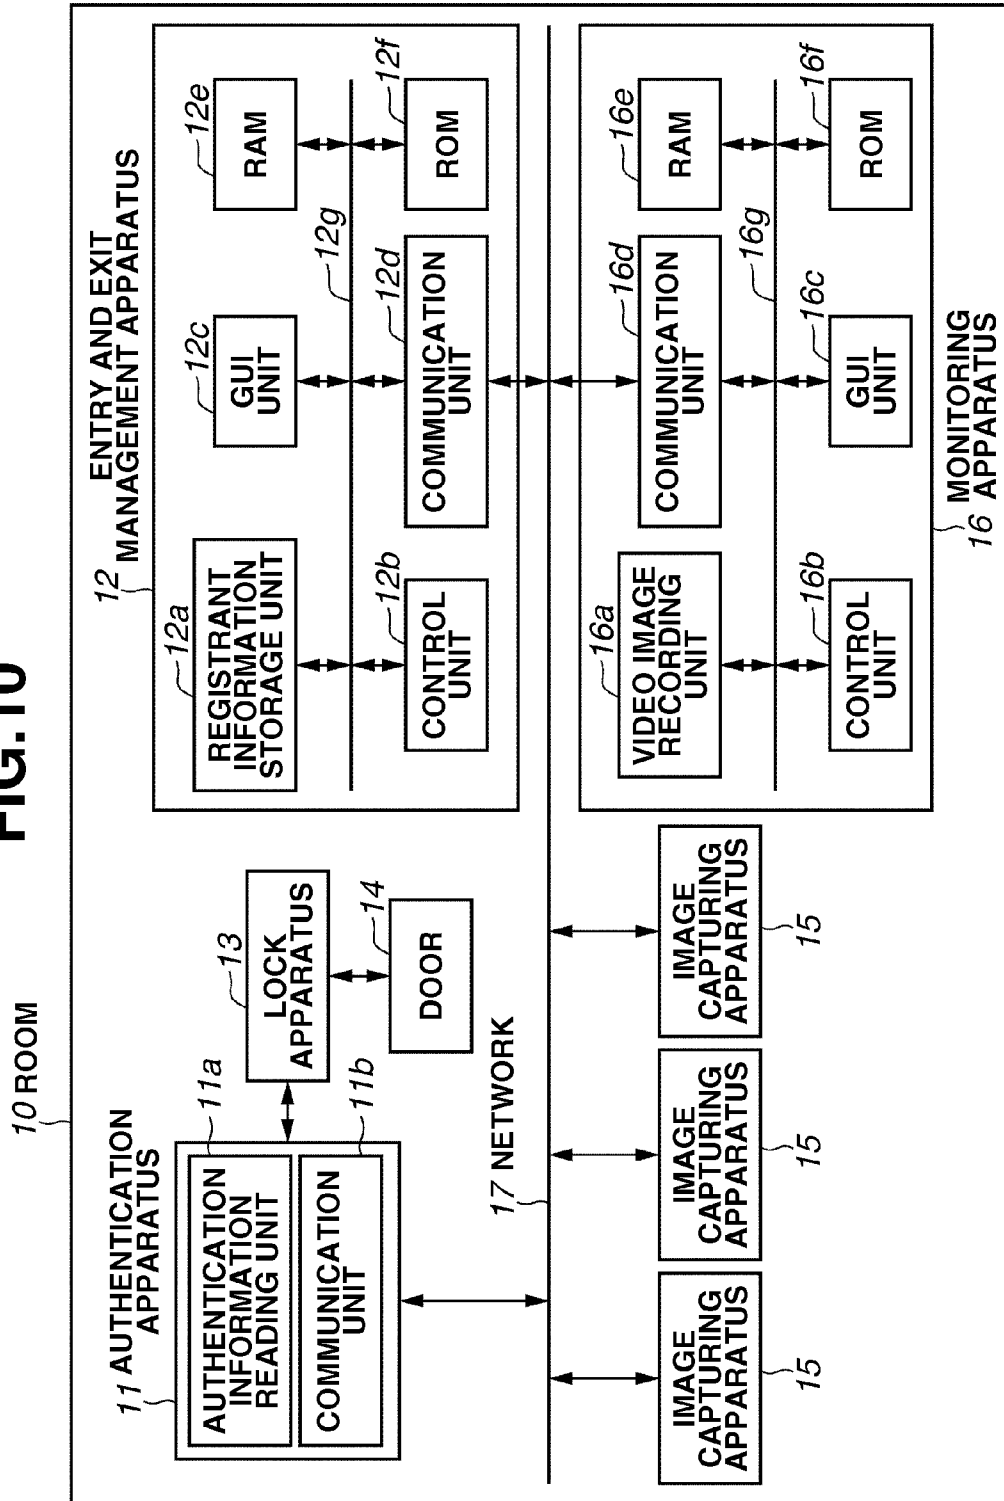 FIG.10
10 ROOM
11 AUTHENTICATION
APPARATUS
AUTHENTICATION
INFORMATION
READING UNIT
11a
COMMUNICATION
UNIT
11b
13
LOCK
APPARATUS
14
DOOR
17 NETWORK
12
ENTRY AND EXIT
MANAGEMENT APPARATUS
12a
REGISTRANT
INFORMATION
STORAGE UNIT
12c
GUI
UNIT
12e
RAM
12g
12b
CONTROL
UNIT
12d
COMMUNICATION
UNIT
12f
ROM
IMAGE
CAPTURING
APPARATUS
15
IMAGE
CAPTURING
APPARATUS
15
IMAGE
CAPTURING
APPARATUS
15
16a
VIDEO IMAGE
RECORDING
UNIT
16d
COMMUNICATION
UNIT
16e
RAM
16g
16b
CONTROL
UNIT
16c
GUI
UNIT
16f
ROM
16
MONITORING
APPARATUS